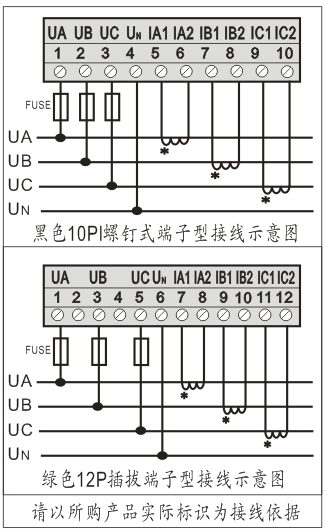 UA UB UC UN IA1 IA2 IB1 IB2 IC1 IC2
1 2 3 4 5 6 7 8 9 10
FUSE
UA
*
UB
*
UC
*
UN
黑色10PI螺钉式端子型接线示意图
UA UB UC UN IA1 IA2 IB1 IB2 IC1 IC2
1 2 3 4 5 6 7 8 9 10 11 12
FUSE
UA
*
UB
*
UC
*
UN
绿色12P插拔端子型接线示意图
请以所购产品实际标识为接线依据